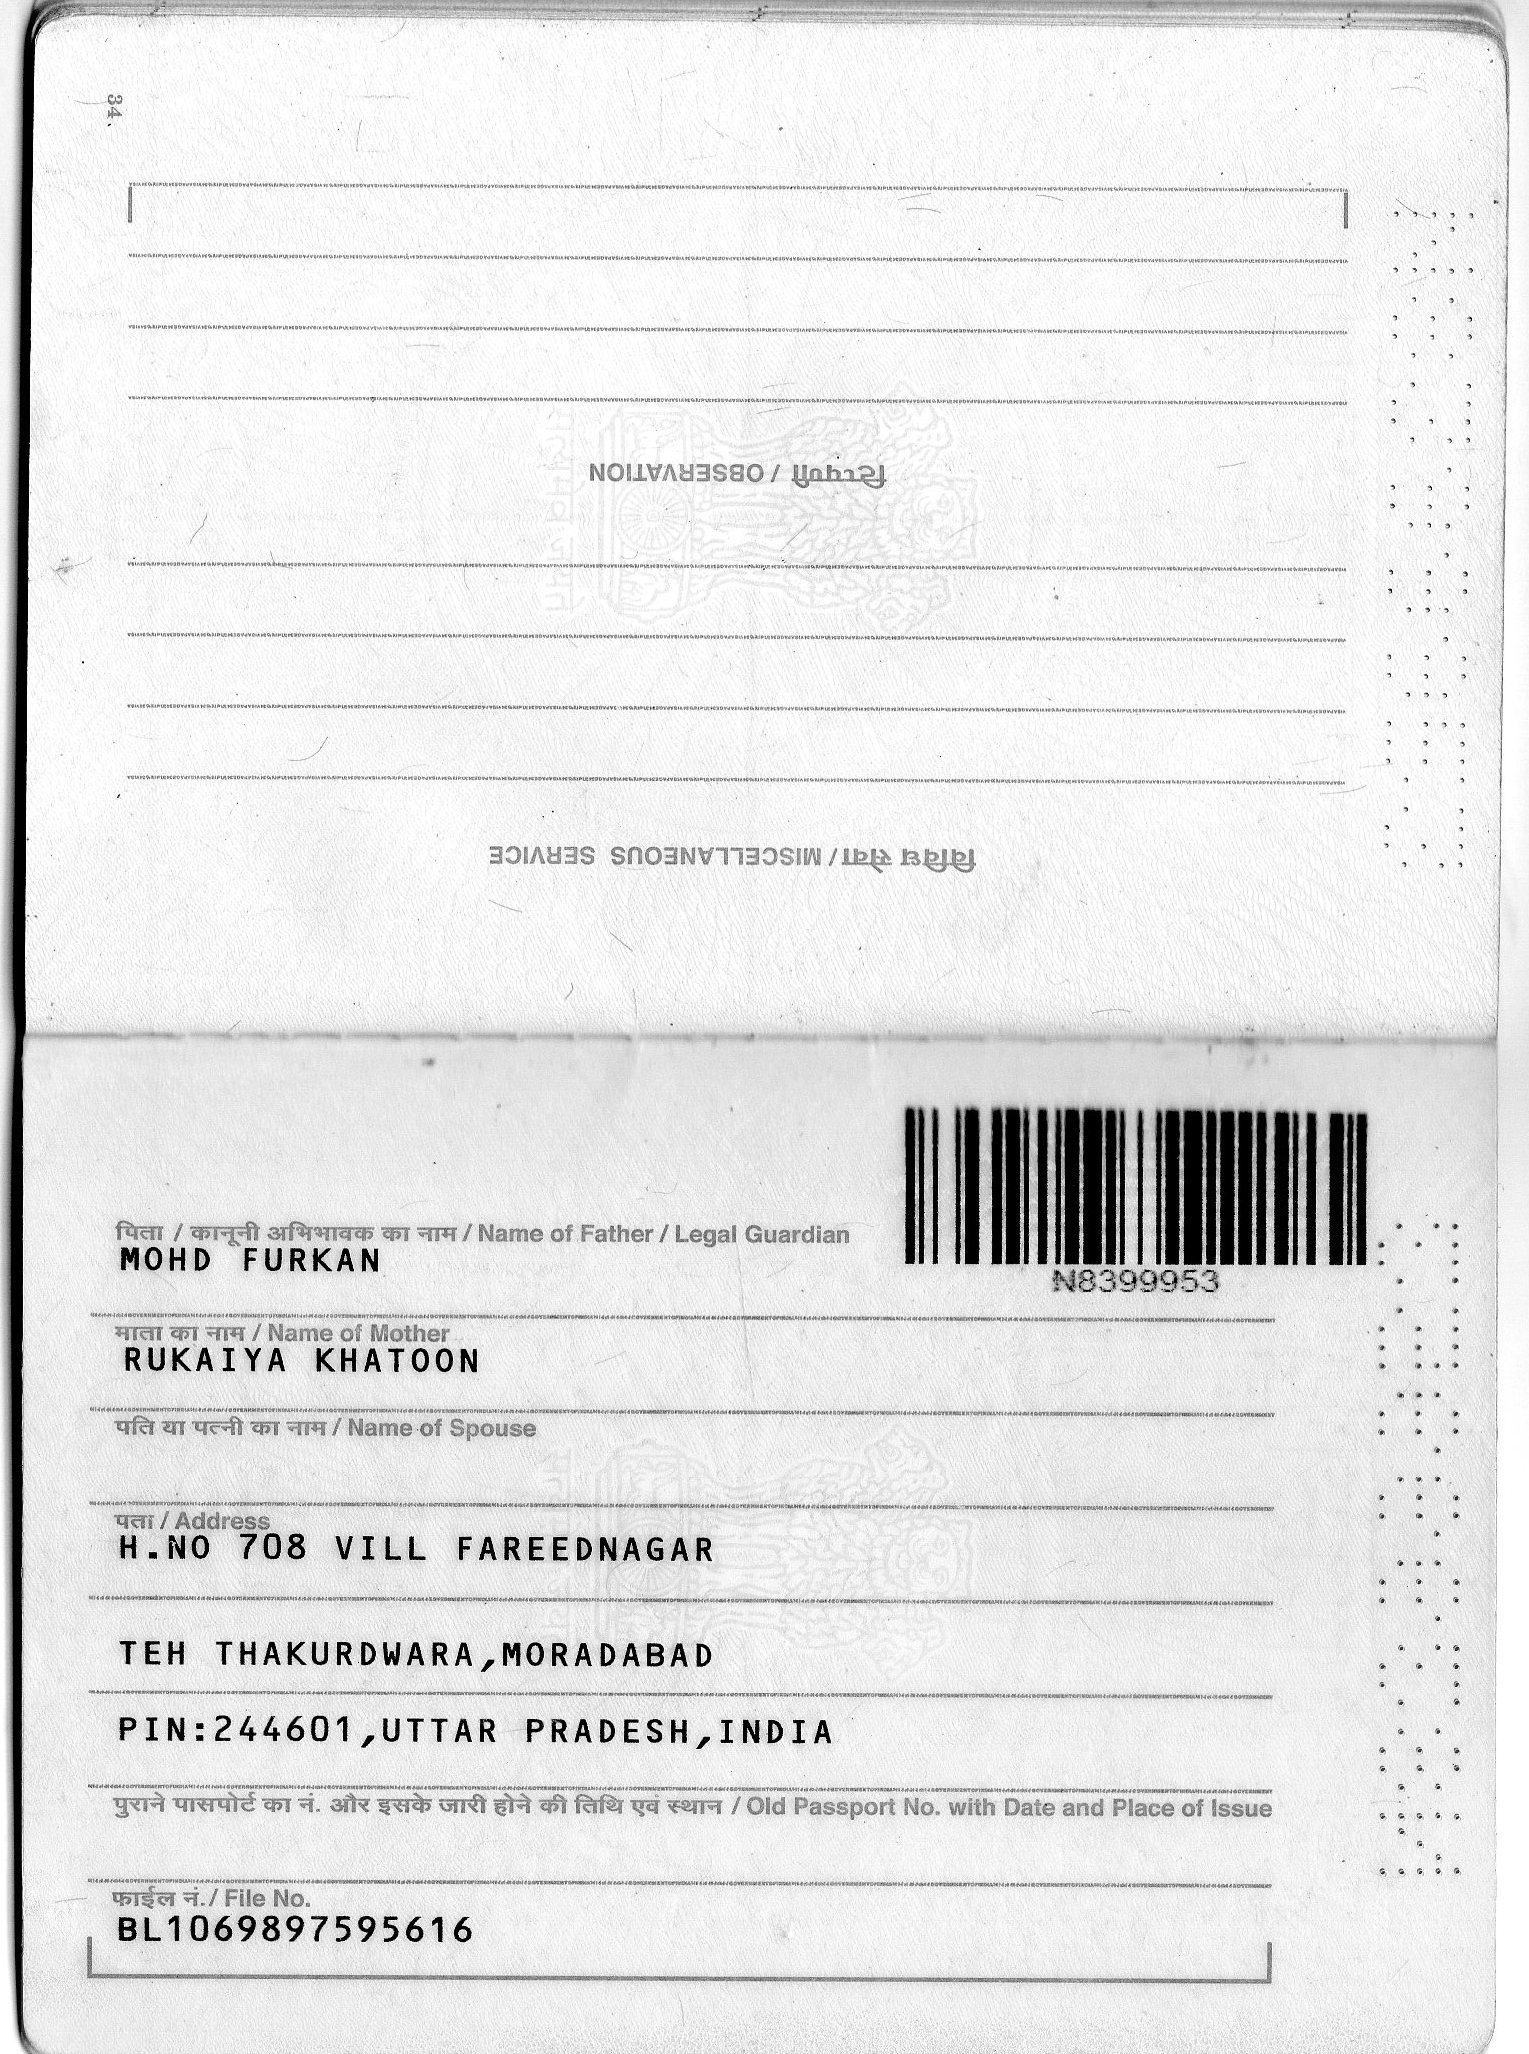 34
टिप्पणी / OBSERVATION
विविध सेवा / MISCELLANEOUS SERVICE
N8399953
पिता / कानूनी अभिभावक का नाम / Name of Father / Legal Guardian
MOHD FURKAN
माता का नाम / Name of Mother
RUKAIYA KHATOON
पति या पत्नी का नाम / Name of Spouse
पता / Address
H.NO 708 VILL FAREEDNAGAR
TEH THAKURDWARA,MORADABAD
PIN:244601,UTTAR PRADESH,INDIA
पुराने पासपोर्ट का नं. और इसके जारी होने की तिथि एवं स्थान / Old Passport No. with Date and Place of Issue
फाईल नं./ File No.
BL1069897595616